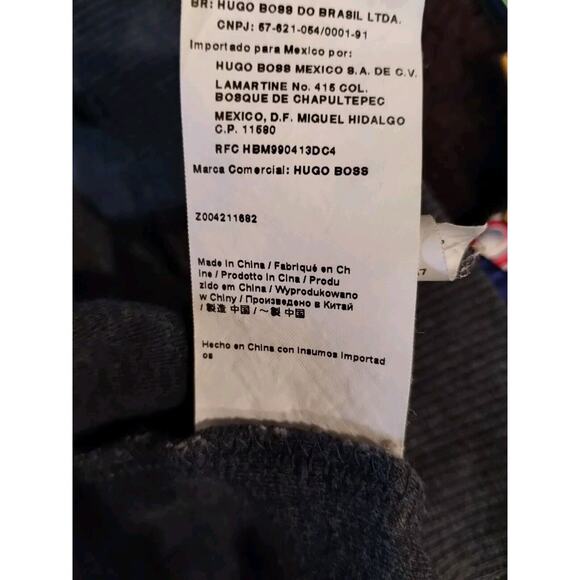 BR: HUGO BOSS DO BRASIL LTDA.
CNPJ: 57-621-054/0001-91
Importado para Mexico por:
HUGO BOSS MEXICO S.A. DE C.V.
LAMARTINE No. 415 COL.
BOSQUE DE CHAPULTEPEC
MEXICO, D.F. MIGUEL HIDALGO
C.P. 11580
RFC HBM990413DC4
Marca Comercial: HUGO BOSS
Z004211682
Made in China / Fabriqué en Ch
ine / Prodotto in Cina / Produ
zido em China / Wyprodukowano
w Chiny / Произведено в Китай
/ 製造 中国 / ～製 中国
Hecho en China con insumos importad
os
7